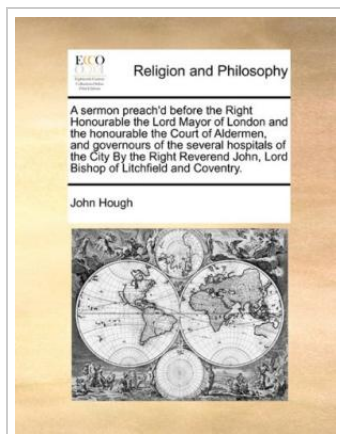 ECCO
Religion and Philosophy
A sermon preach'd before the Right
Honourable the Lord Mayor of London and
the honourable the Court of Aldermen,
and governours of the several hospitals of
the City By the Right Reverend John, Lord
Bishop of Litchfield and Coventry.
John Hough